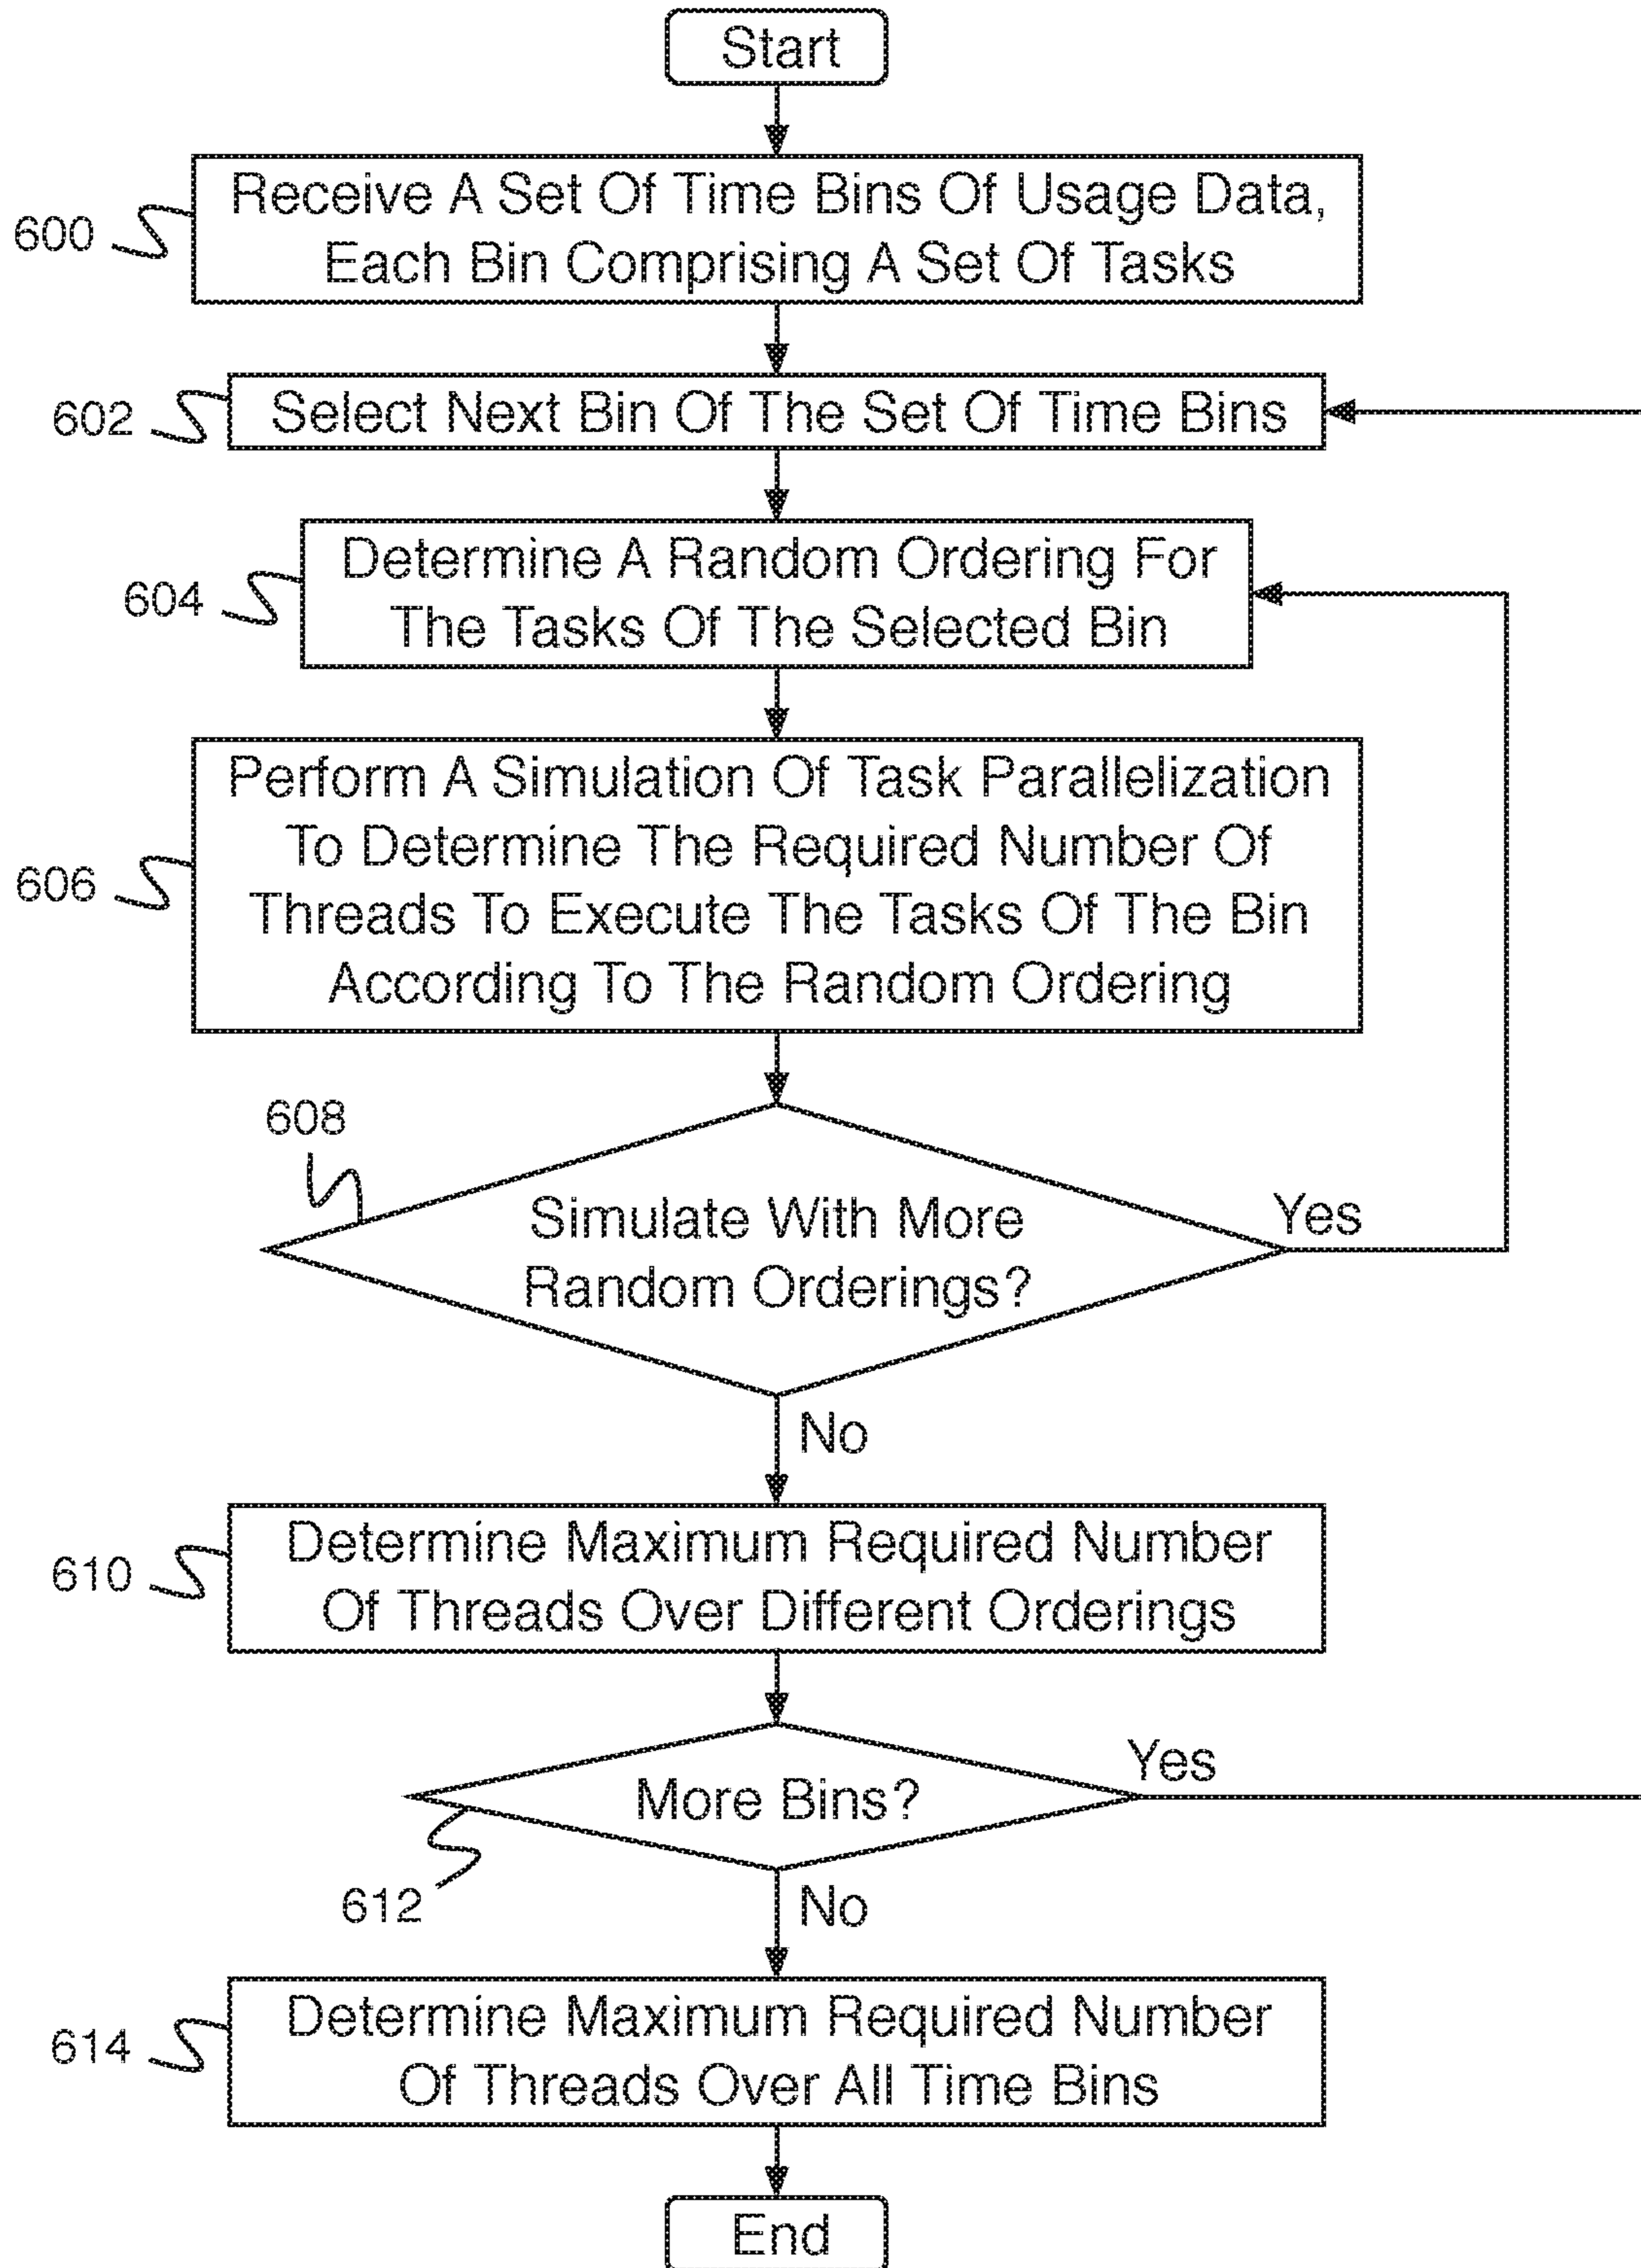 Start
600
Receive A Set Of Time Bins Of Usage Data,
Each Bin Comprising A Set Of Tasks
602
Select Next Bin Of The Set Of Time Bins
604
Determine A Random Ordering For
The Tasks Of The Selected Bin
606
Perform A Simulation Of Task Parallelization
To Determine The Required Number Of
Threads To Execute The Tasks Of The Bin
According To The Random Ordering
608
Simulate With More
Random Orderings?
Yes
No
610
Determine Maximum Required Number
Of Threads Over Different Orderings
612
More Bins?
Yes
No
614
Determine Maximum Required Number
Of Threads Over All Time Bins
End